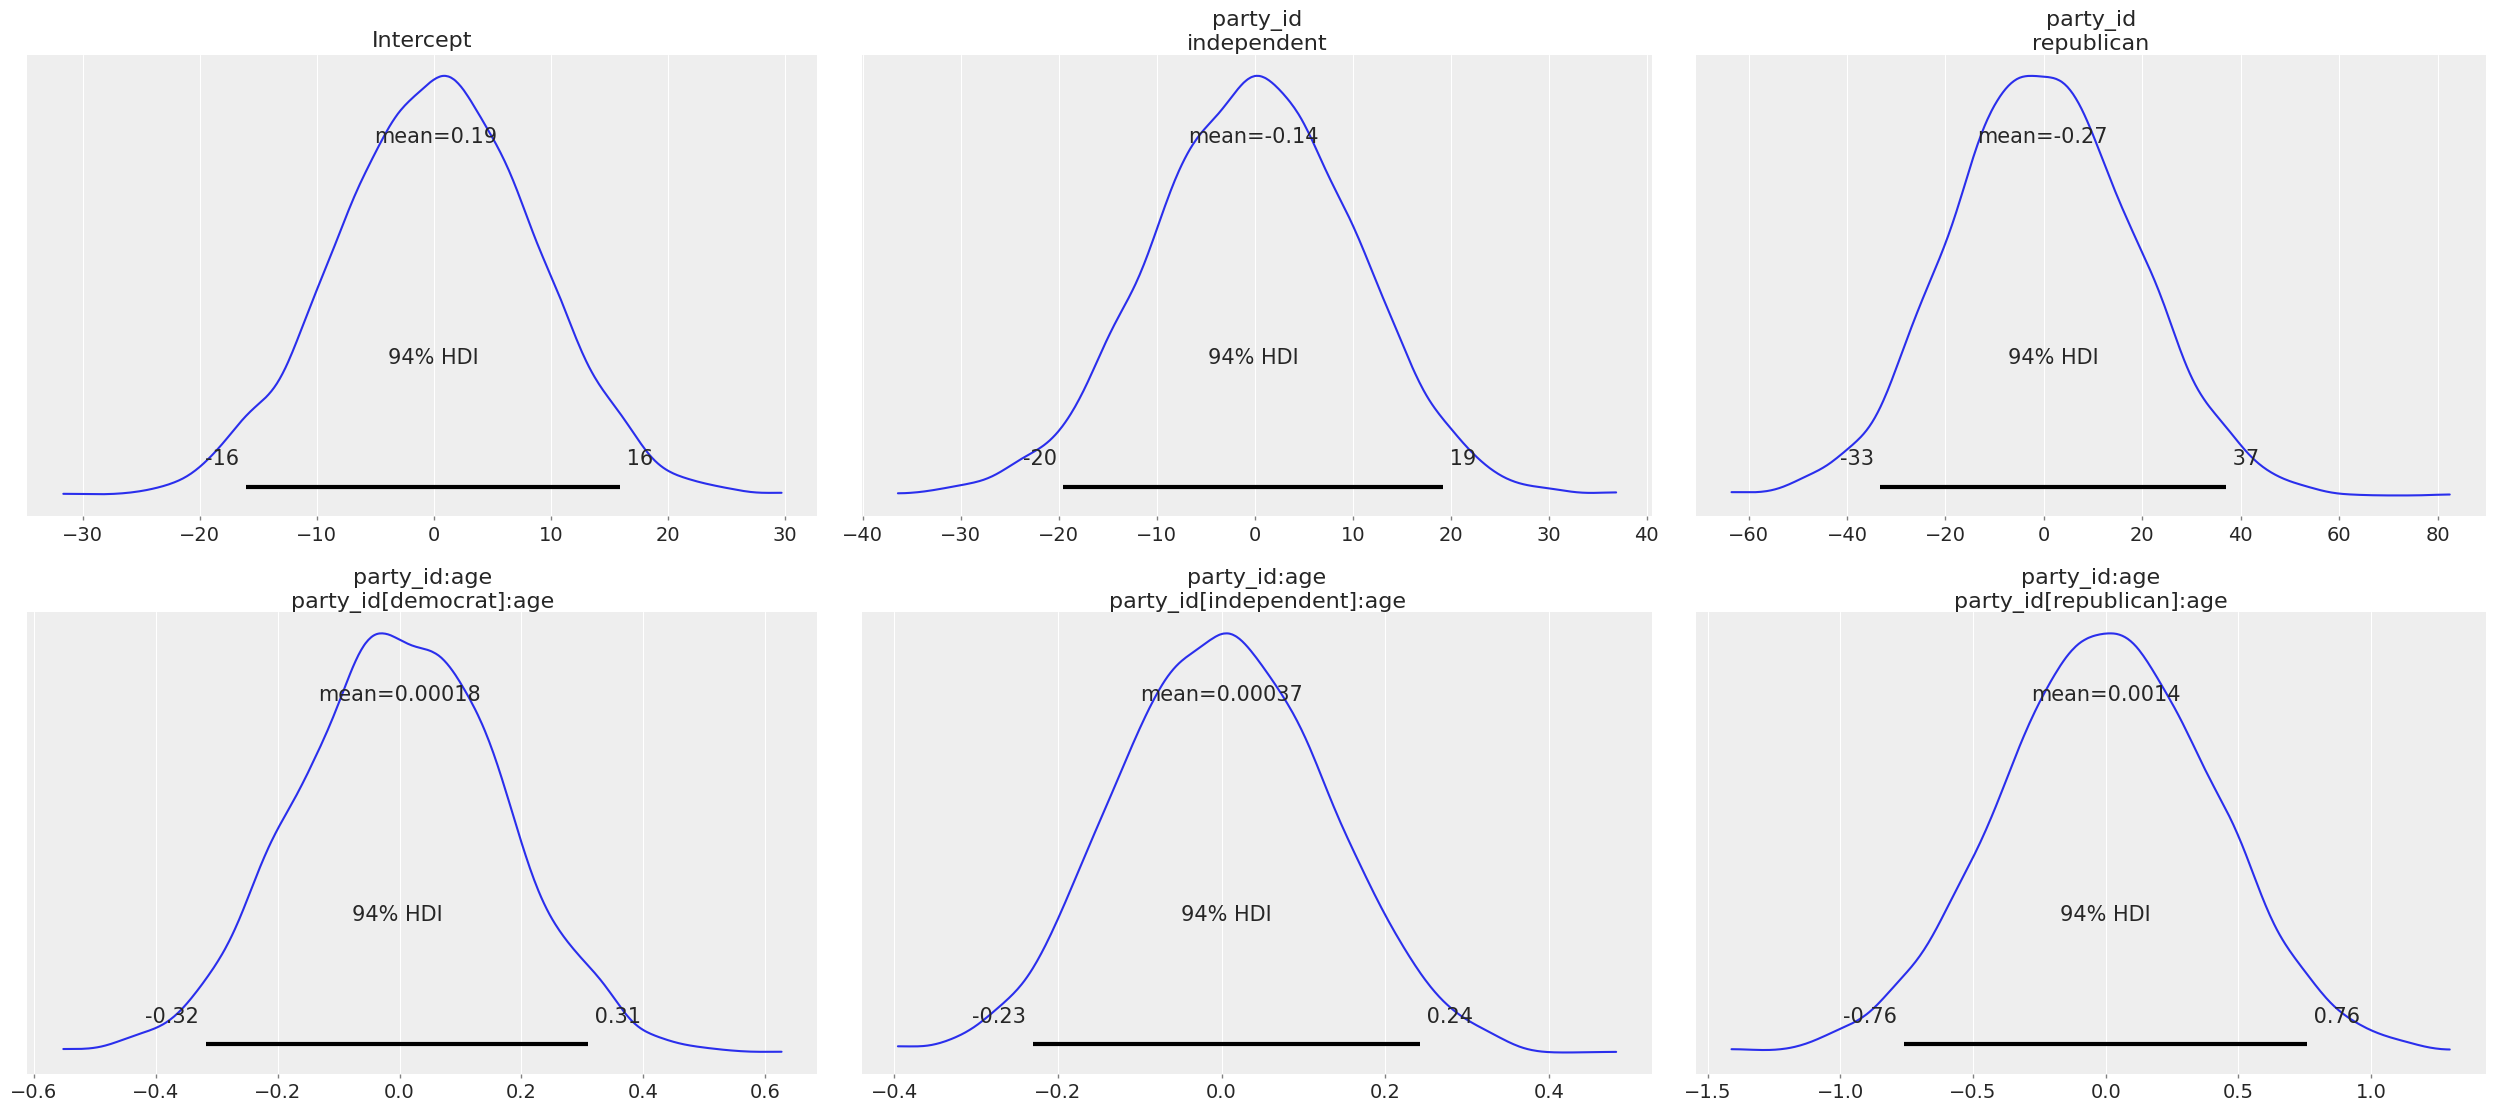 Intercept
mean=0.19
94% HDI
-16 16
−30 −20 −10 0 10 20 30
party_id
independent
mean=-0.14
94% HDI
-20 19
−40 −30 −20 −10 0 10 20 30 40
party_id
republican
mean=-0.27
94% HDI
-33 37
−60 −40 −20 0 20 40 60 80
party_id:age
party_id[democrat]:age
mean=0.00018
94% HDI
-0.32 0.31
−0.6 −0.4 −0.2 0.0 0.2 0.4 0.6
party_id:age
party_id[independent]:age
mean=0.00037
94% HDI
-0.23 0.24
−0.4 −0.2 0.0 0.2 0.4
party_id:age
party_id[republican]:age
mean=0.0014
94% HDI
-0.76 0.76
−1.5 −1.0 −0.5 0.0 0.5 1.0